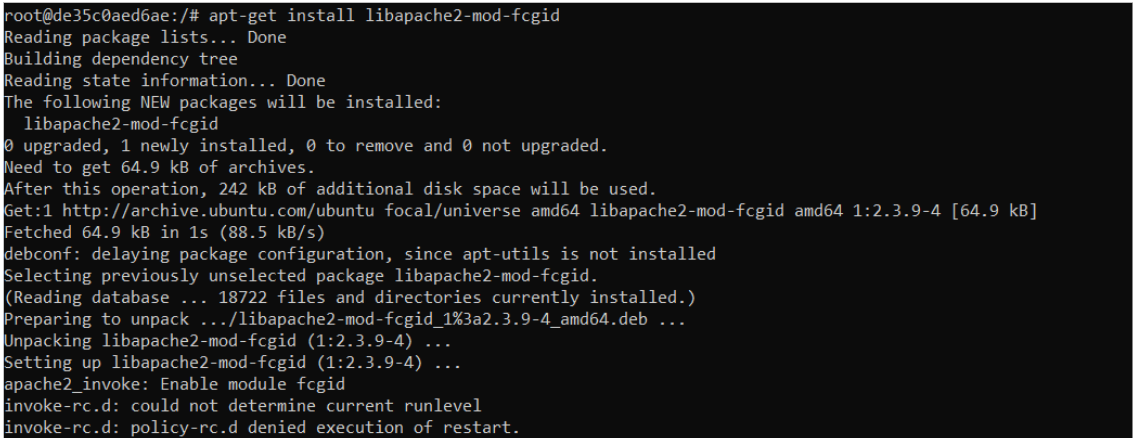 root@de35c0aed6ae:/# apt-get install libapache2-mod-fcgid
Reading package lists... Done
Building dependency tree
Reading state information... Done
The following NEW packages will be installed:
  libapache2-mod-fcgid
0 upgraded, 1 newly installed, 0 to remove and 0 not upgraded.
Need to get 64.9 kB of archives.
After this operation, 242 kB of additional disk space will be used.
Get:1 http://archive.ubuntu.com/ubuntu focal/universe amd64 libapache2-mod-fcgid amd64 1:2.3.9-4 [64.9 kB]
Fetched 64.9 kB in 1s (88.5 kB/s)
debconf: delaying package configuration, since apt-utils is not installed
Selecting previously unselected package libapache2-mod-fcgid.
(Reading database ... 18722 files and directories currently installed.)
Preparing to unpack .../libapache2-mod-fcgid_1%3a2.3.9-4_amd64.deb ...
Unpacking libapache2-mod-fcgid (1:2.3.9-4) ...
Setting up libapache2-mod-fcgid (1:2.3.9-4) ...
apache2_invoke: Enable module fcgid
invoke-rc.d: could not determine current runlevel
invoke-rc.d: policy-rc.d denied execution of restart.